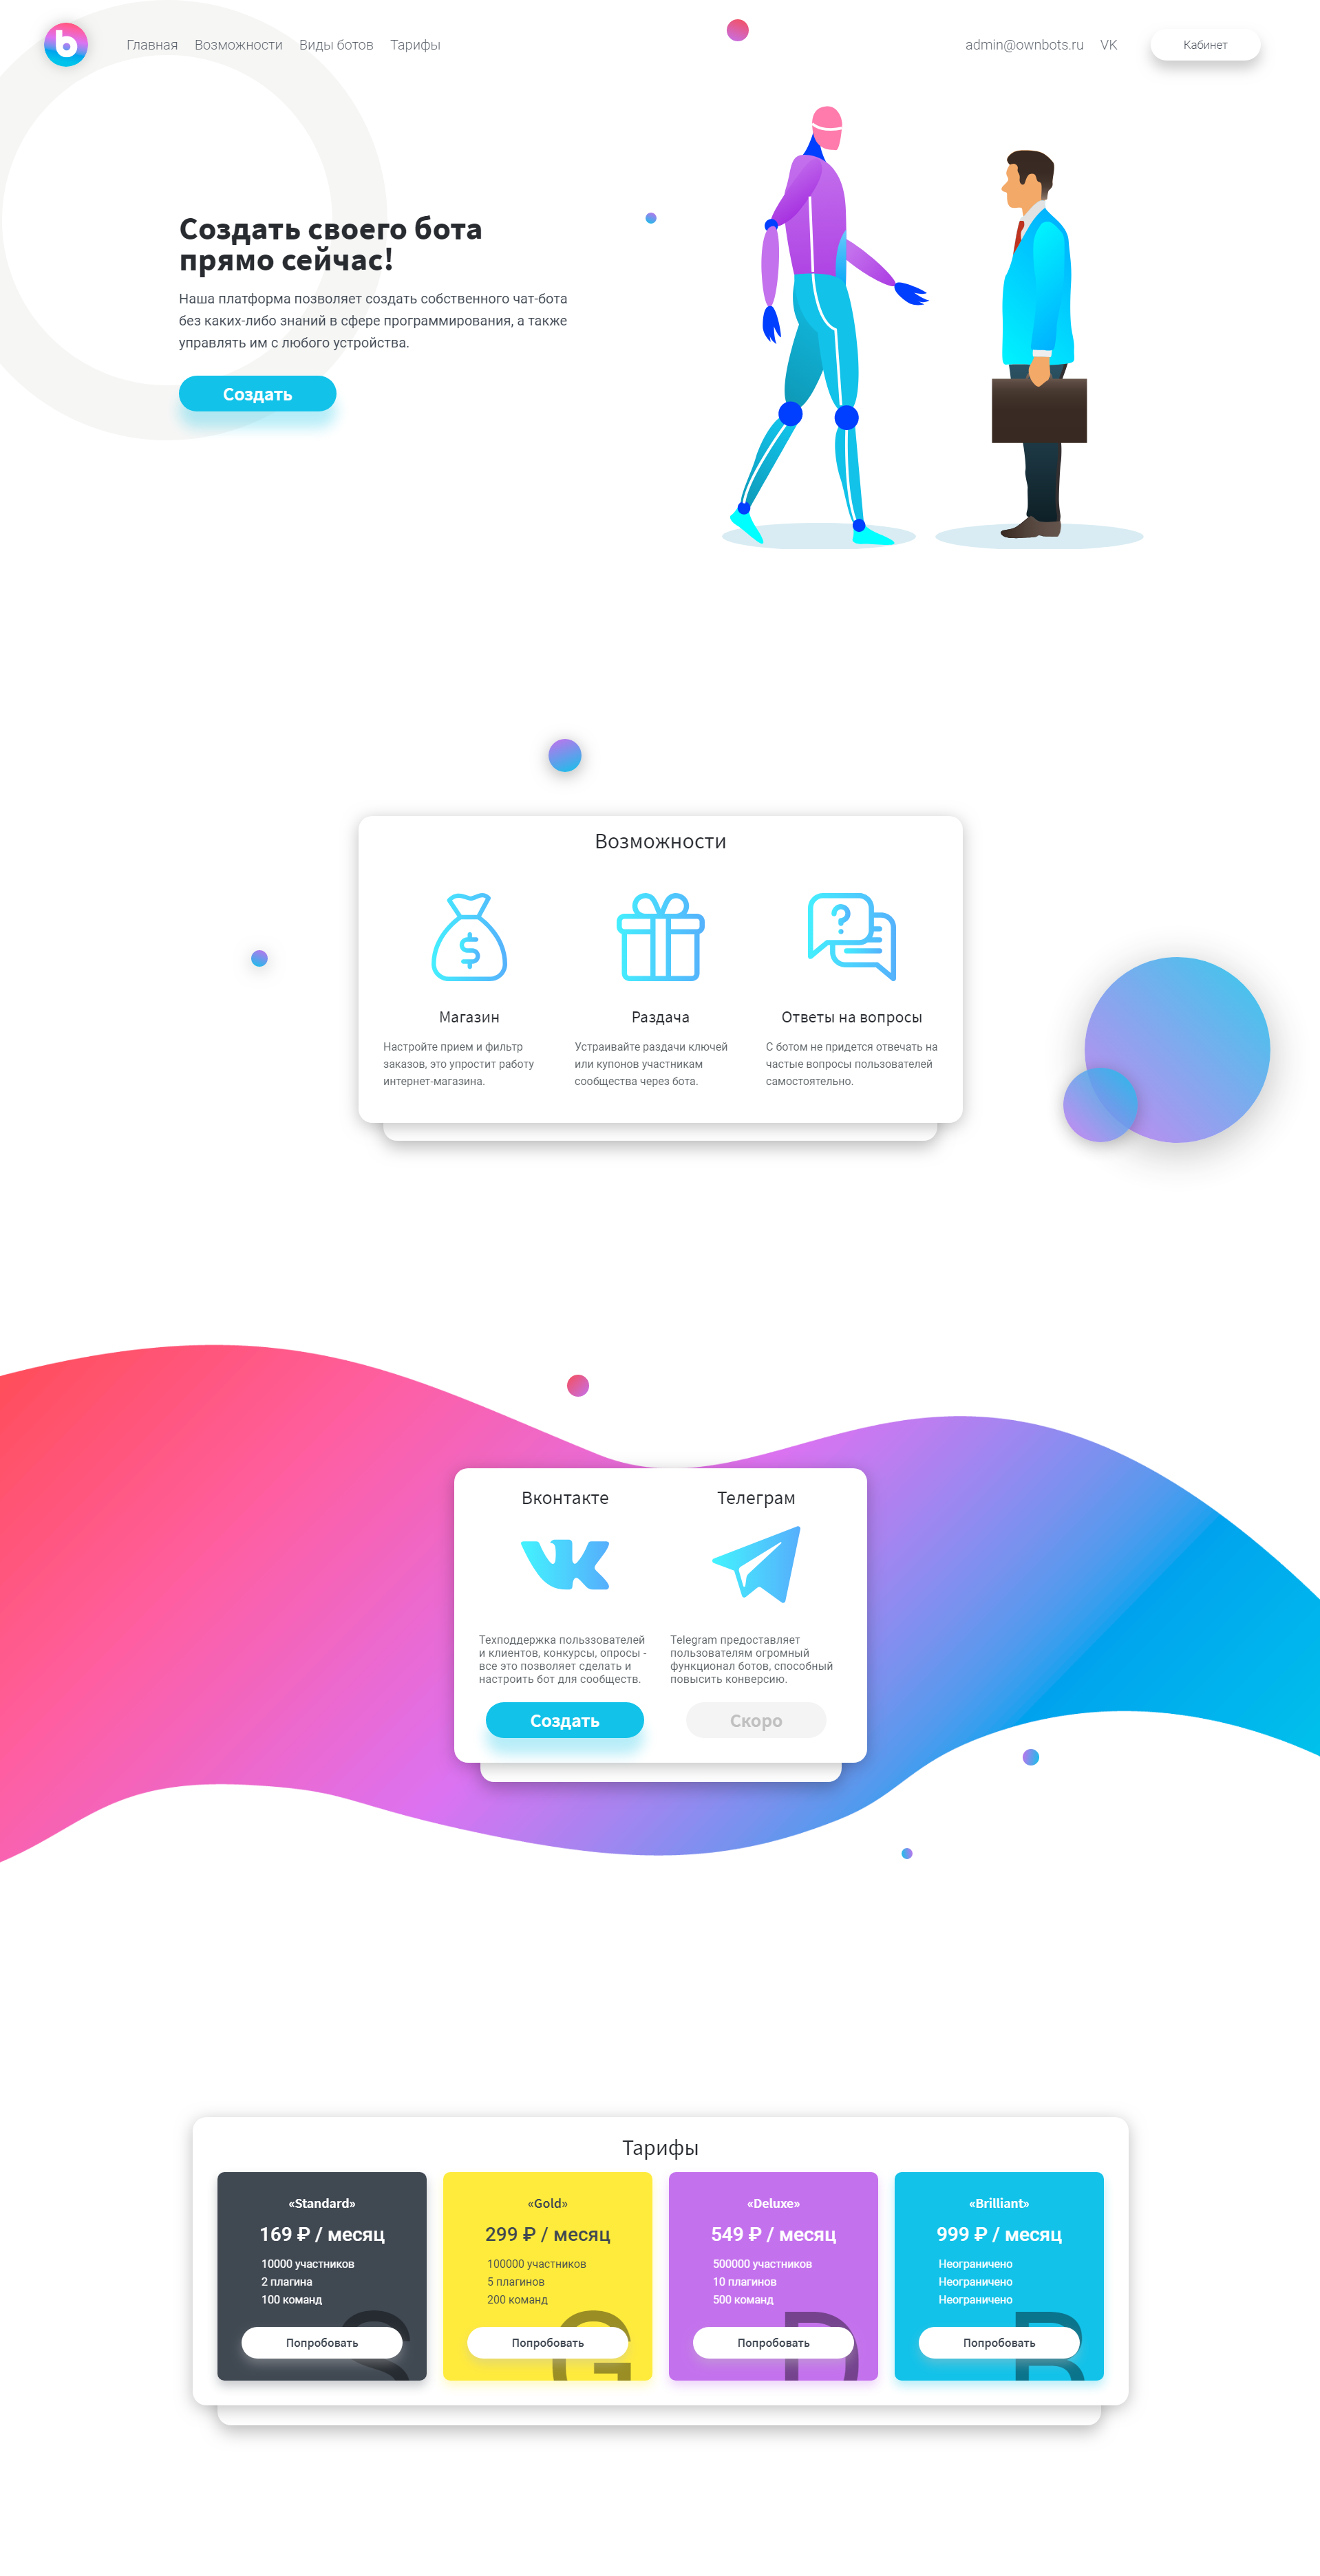 b
Главная Возможности Виды ботов Тарифы
admin@ownbots.ru VK Кабинет
Создать своего бота
прямо сейчас!
Наша платформа позволяет создать собственного чат-бота
без каких-либо знаний в сфере программирования, а также
управлять им с любого устройства.
Создать
Возможности
Магазин
Настройте прием и фильтр
заказов, это упростит работу
интернет-магазина.
Раздача
Устраивайте раздачи ключей
или купонов участникам
сообщества через бота.
Ответы на вопросы
С ботом не придется отвечать на
частые вопросы пользователей
самостоятельно.
Вконтакте
Техподдержка польззователей
и клиентов, конкурсы, опросы -
все это позволяет сделать и
настроить бот для сообществ.
Создать
Телеграм
Telegram предоставляет
пользователям огромный
функционал ботов, способный
повысить конверсию.
Скоро
Тарифы
«Standard»
169 ₽ / месяц
10000 участников
2 плагина
100 команд
S
Попробовать
«Gold»
299 ₽ / месяц
100000 участников
5 плагинов
200 команд
G
Попробовать
«Deluxe»
549 ₽ / месяц
500000 участников
10 плагинов
500 команд
D
Попробовать
«Brilliant»
999 ₽ / месяц
Неограничено
Неограничено
Неограничено
B
Попробовать